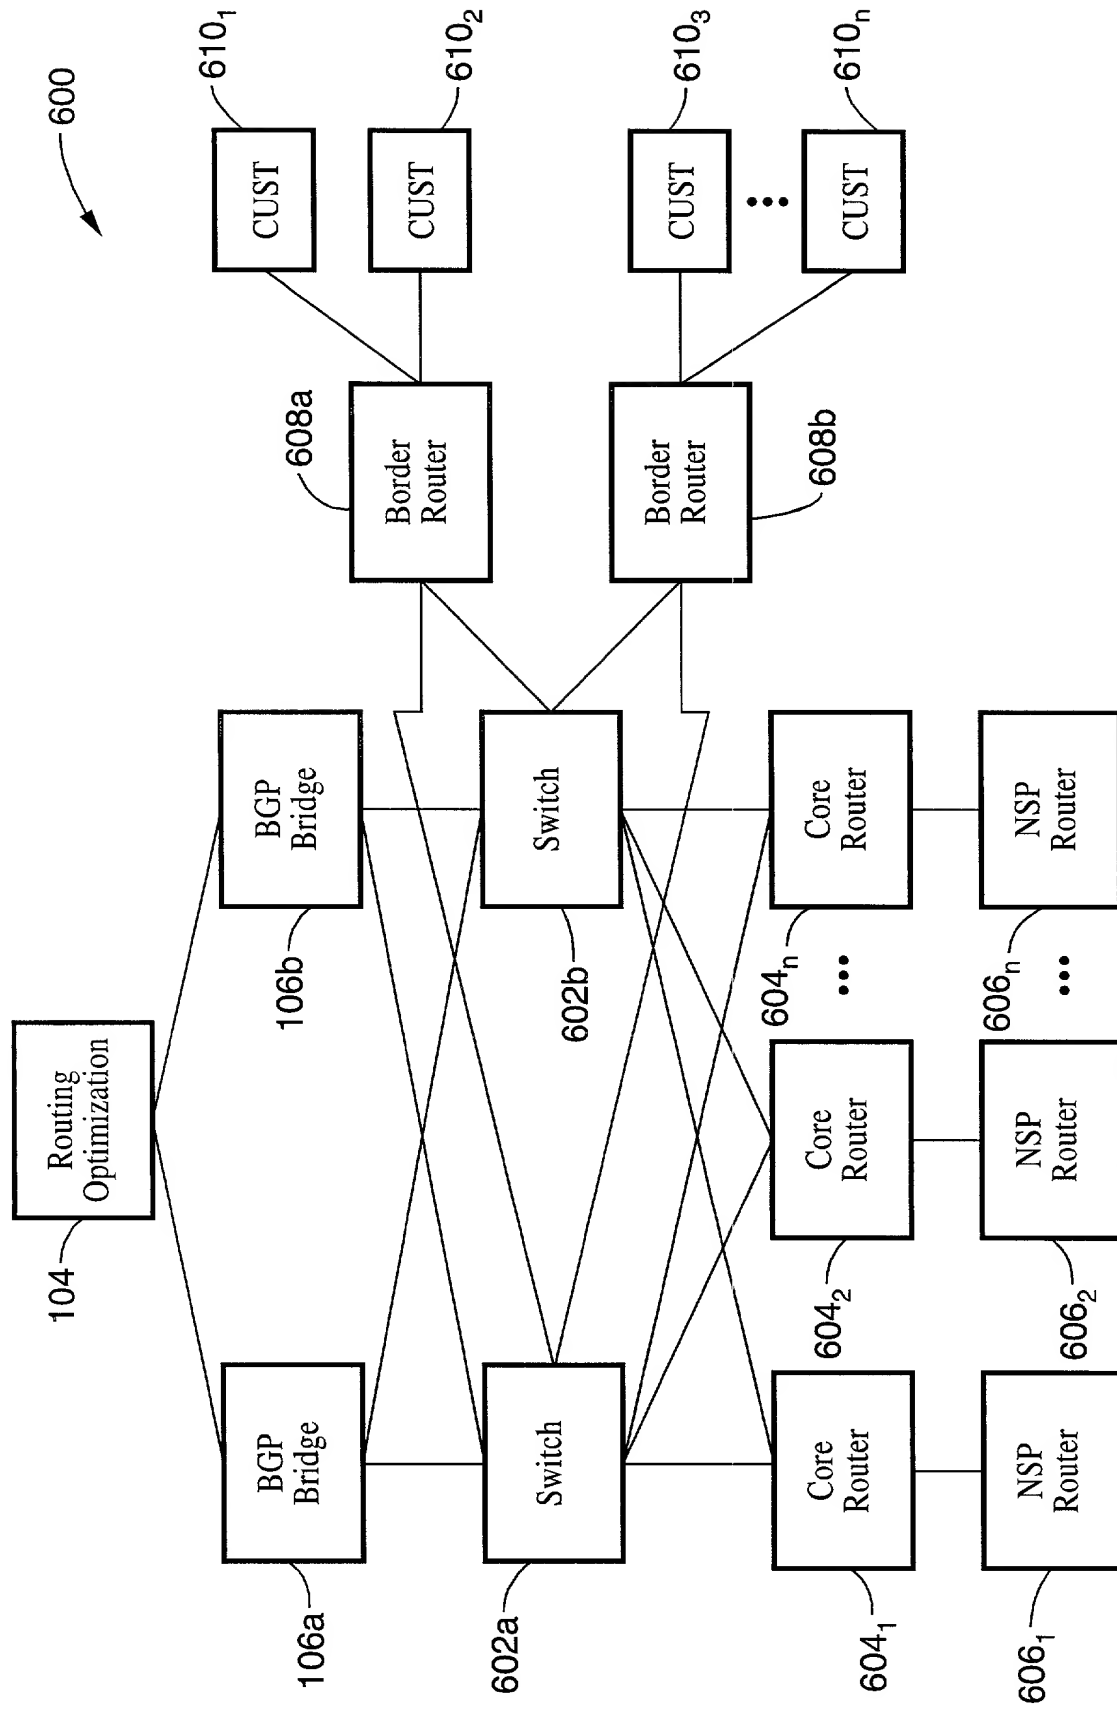 600
Routing
Optimization
104
BGP
Bridge
106a
BGP
Bridge
106b
Switch
602a
Switch
602b
Border
Router
608a
Border
Router
608b
CUST
610₁
CUST
610₂
CUST
610₃
•••
CUST
610ₙ
Core
Router
604₁
Core
Router
604₂
•••
Core
Router
604ₙ
NSP
Router
606₁
NSP
Router
606₂
•••
NSP
Router
606ₙ